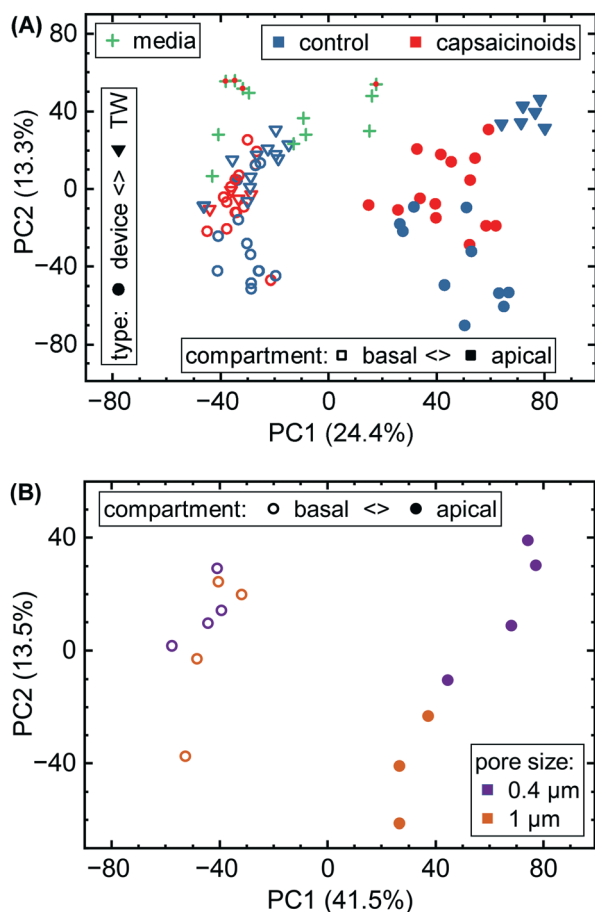 (A)
80
40
0
−40
−80
PC2 (13.3%)
media
control capsaicinoids
type: device <> TW
compartment: basal <> apical
−80 −40 0 40 80
PC1 (24.4%)
(B)
40
0
−40
PC2 (13.5%)
compartment: basal <> apical
pore size:
0.4 µm
1 µm
−80 −40 0 40 80
PC1 (41.5%)